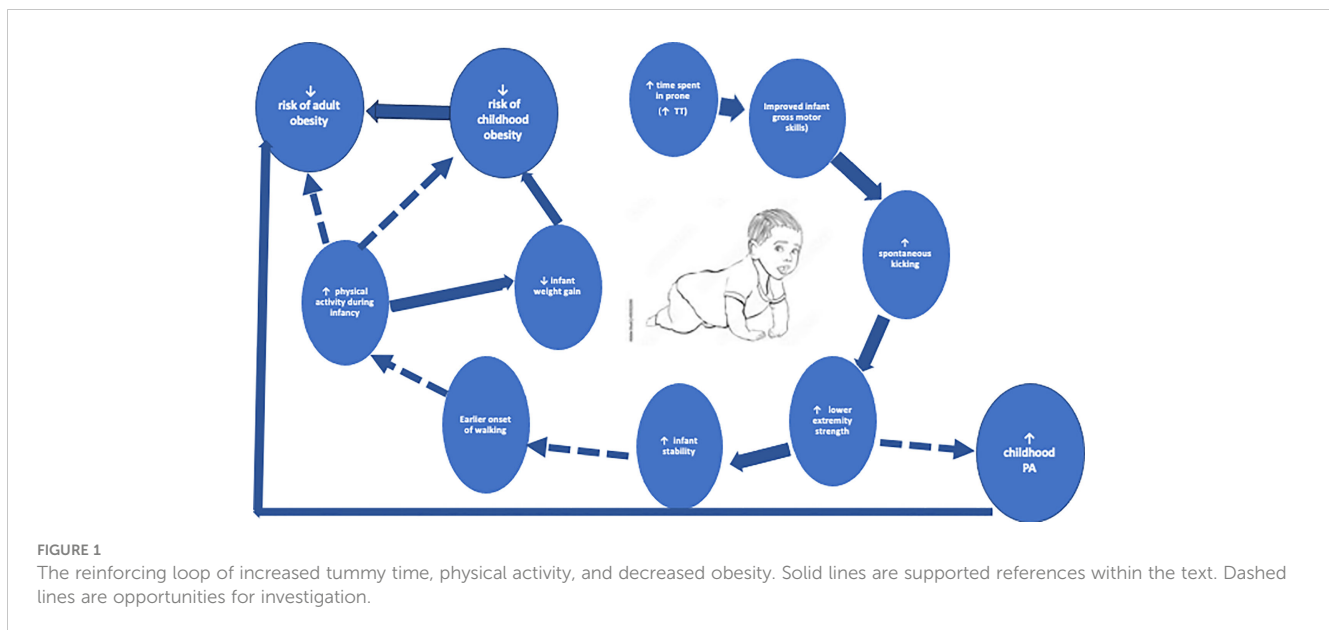 ↓
risk of adult
obesity
↓
risk of
childhood
obesity
↑ time spent
in prone
(↑ TT)
Improved infant
gross motor
skills)
↑
spontaneous
kicking
↑ physical
activity during
infancy
↓ infant
weight gain
Earlier onset
of walking
↑ infant
stability
↑ lower
extremity
strength
↑
childhood
PA
FIGURE 1
The reinforcing loop of increased tummy time, physical activity, and decreased obesity. Solid lines are supported references within the text. Dashed
lines are opportunities for investigation.